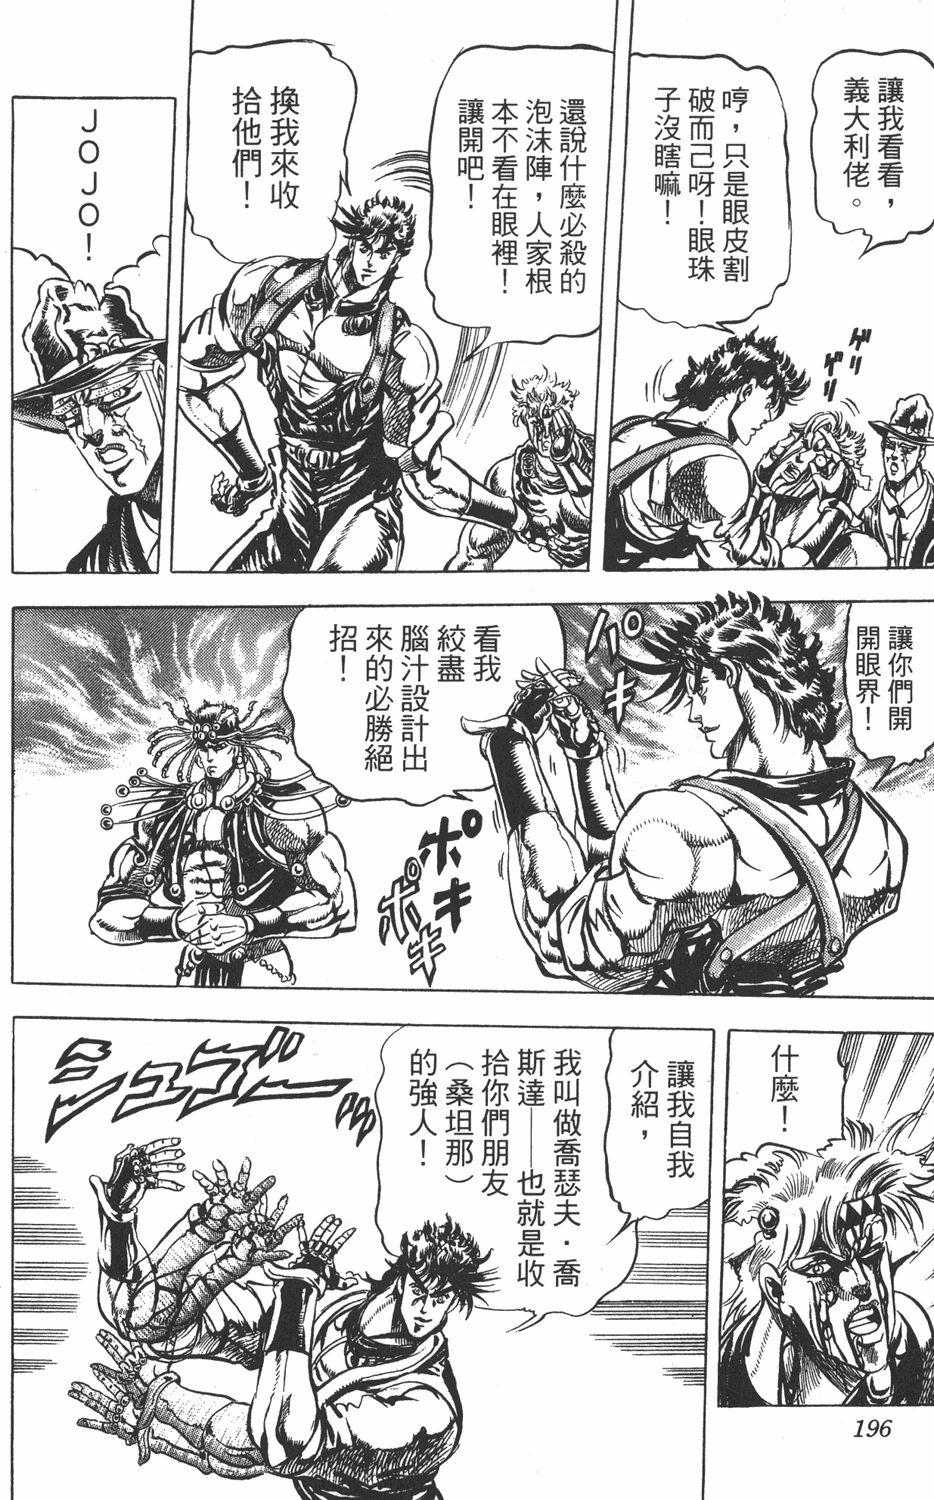 讓我看看，
義大利佬。
哼，只是眼皮割
破而己呀！眼珠
子沒瞎嘛！
ゲリ
ゲリ
還說什麼必殺的
泡沫陣，人家根
本不看在眼裡！
讓開吧！
換我來收
拾他們！
ＪＯＪＯ！
讓你們開
開眼界！
パキ
看我
絞盡
腦汁設計出
來的必勝絕
招！
ポキ
ポキ
什麼！
讓我自我
介紹，
我叫做喬瑟夫．喬
斯達——也就是收
拾你們朋友
（桑坦那）
的強人！
シュゴー
196